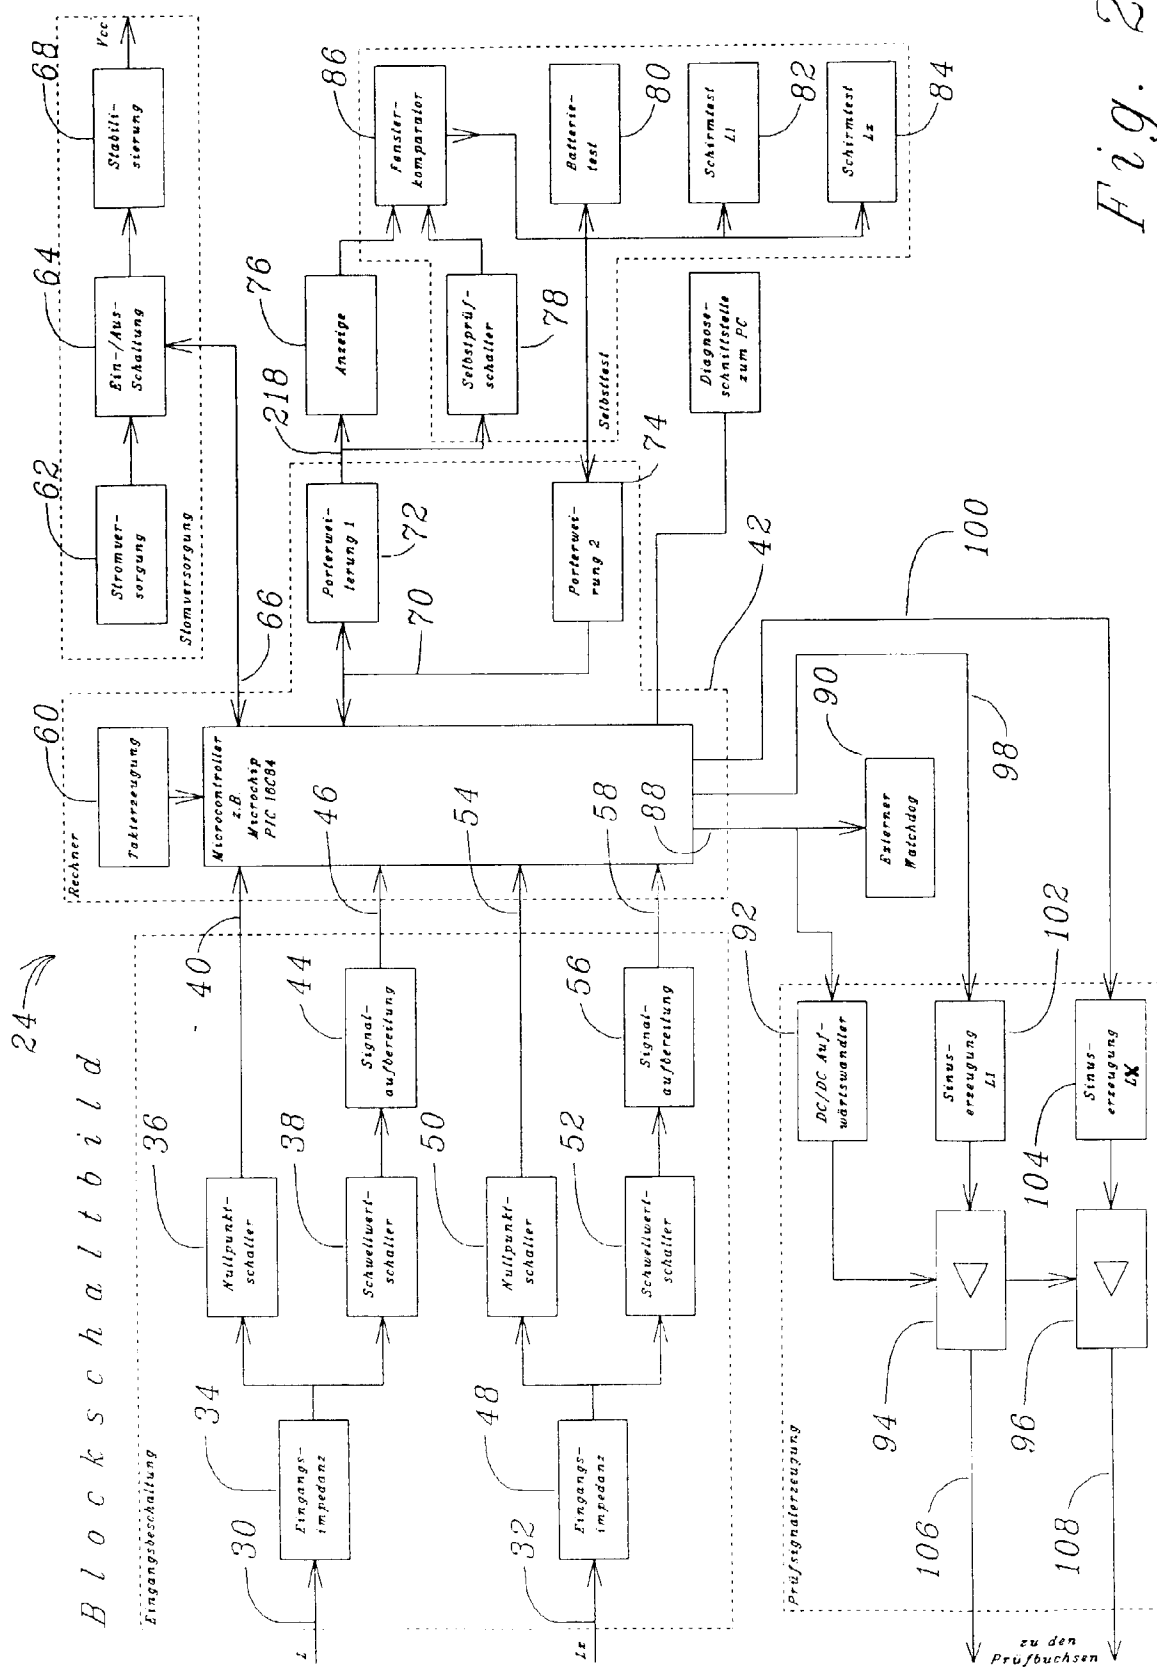 Blockschaltbild
24
Eingangsbeschaltung
L
30
34
Eingangs-
impedanz
36
Nullpunkt-
schalter
40
38
Schwellwert-
schalter
44
Signal-
aufbereitung
46
Lx
32
48
Eingangs-
impedanz
50
Nullpunkt-
schalter
54
52
Schwellwert-
schalter
56
Signal-
aufbereitung
58
Rechner
60
Takterzeugung
Microcontroller
z.B.
Microchip
PIC 16C84
88
42
66
70
72
Porterwei-
terung 1
74
Porterwei-
rung 2
Stomversorgung
62
Stromver-
sorgung
64
Ein-/Aus-
Schaltung
68
Stabili-
sierung
Vcc
218
76
Anzeige
78
Selbstprüf-
schalter
Selbsttest
86
Fenster-
komparator
80
Batterie-
test
82
Schirmtest
L1
84
Schirmtest
Lx
Diagnose-
schnittstelle
zum PC
90
Externer
Watchdog
98
100
Prüfsignalerzeugung
92
DC/DC Auf-
wärtswandler
102
Sinus-
erzeugung
L1
104
Sinus-
erzeugung
LX
94
96
106
108
zu den
Prüfbuchsen
Fig. 2